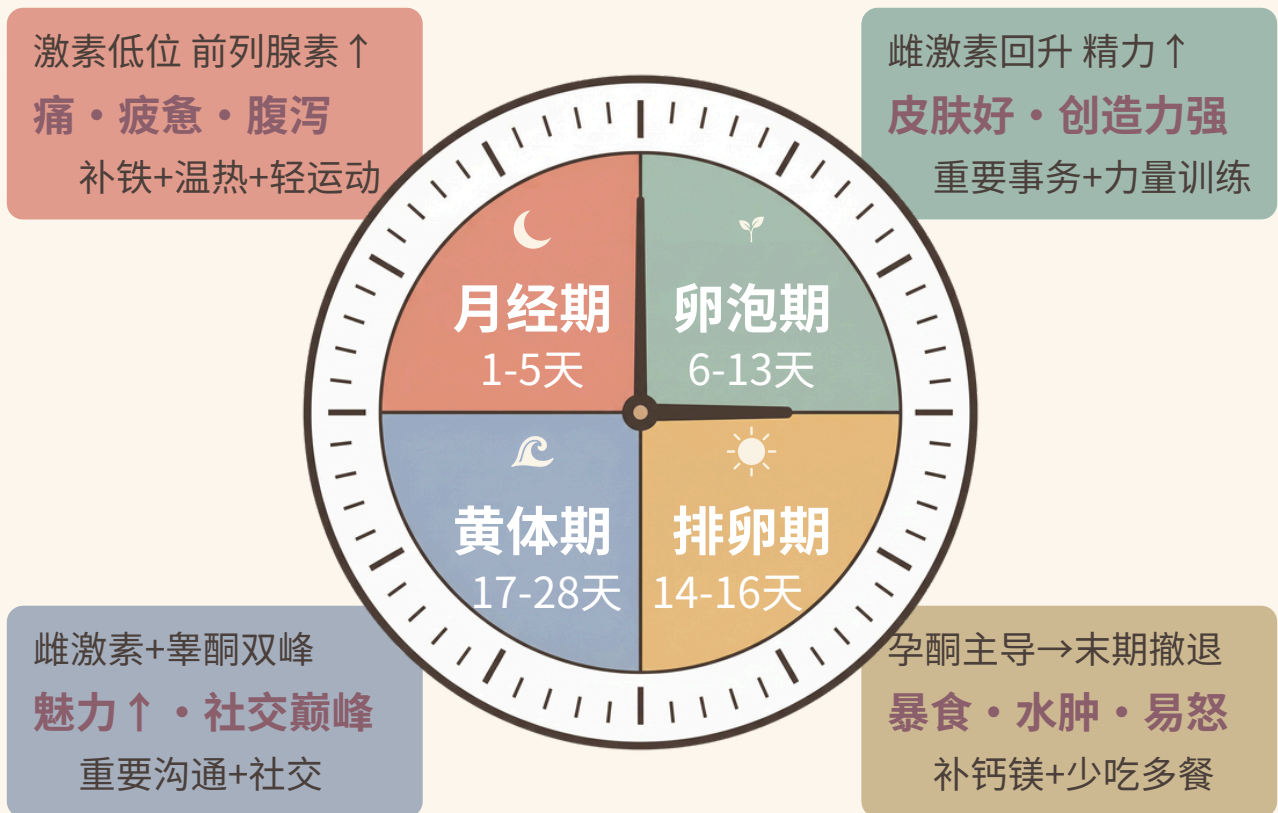 激素低位 前列腺素↑
痛・疲惫・腹泻
补铁+温热+轻运动
雌激素回升 精力↑
皮肤好・创造力强
重要事务+力量训练
月经期
1-5天
卵泡期
6-13天
黄体期
17-28天
排卵期
14-16天
雌激素+睾酮双峰
魅力↑・社交巅峰
重要沟通+社交
孕酮主导→末期撤退
暴食・水肿・易怒
补钙镁+少吃多餐